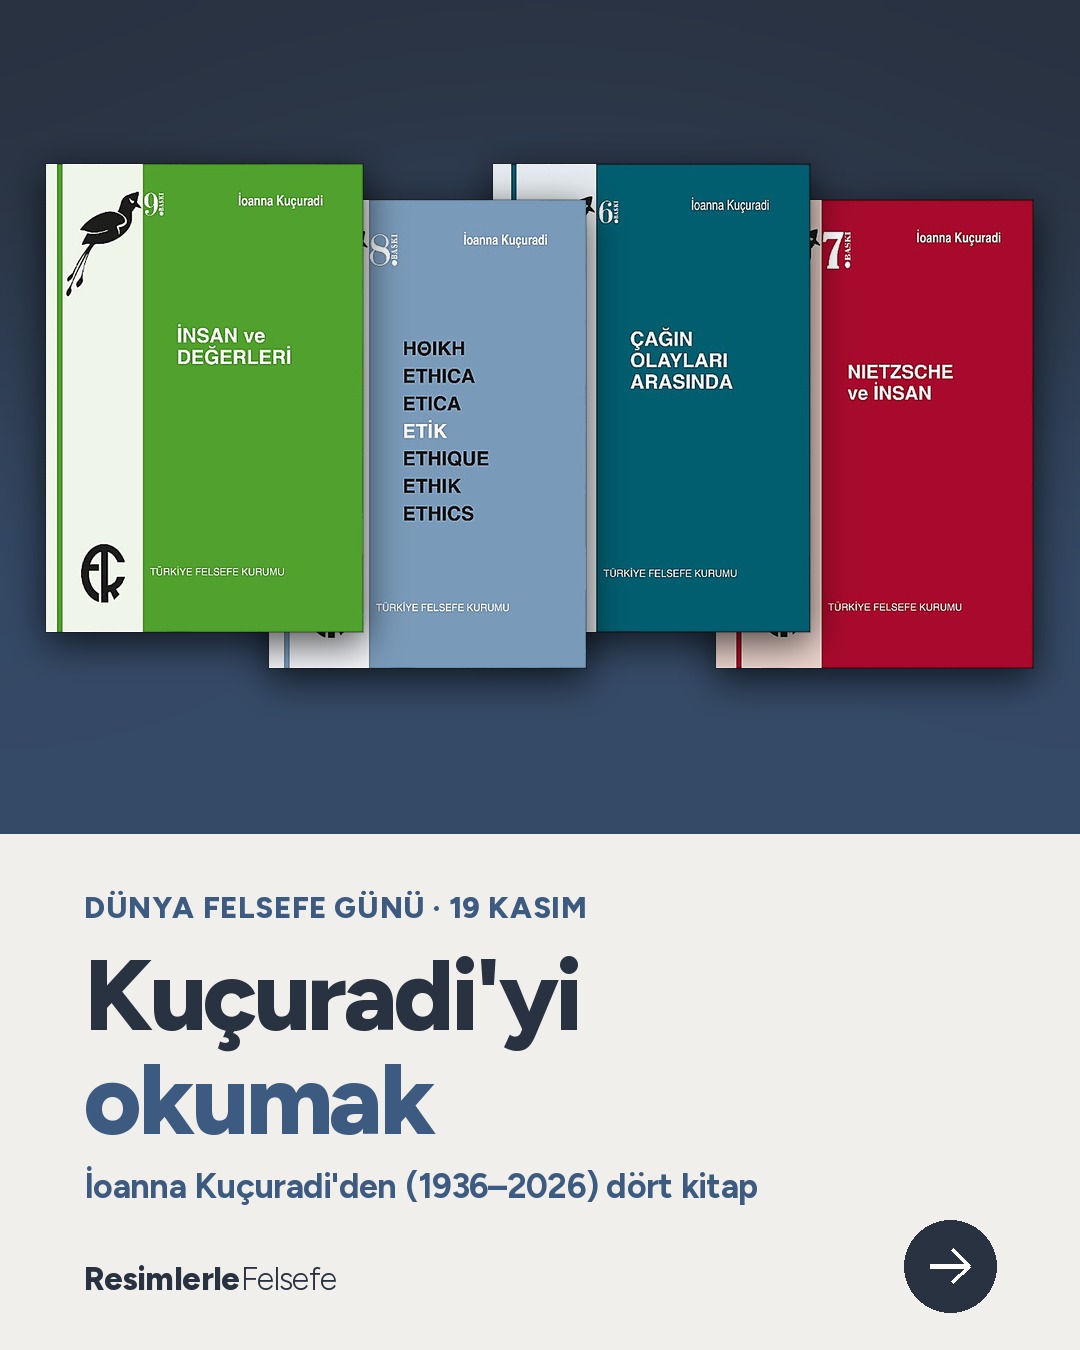 9.
BASKI
İoanna Kuçuradi
İNSAN ve
DEĞERLERİ
TÜRKİYE FELSEFE KURUMU
8.
BASKI
İoanna Kuçuradi
ΗΘΙΚΗ
ETHICA
ETICA
ETİK
ETHIQUE
ETHIK
ETHICS
TÜRKİYE FELSEFE KURUMU
6.
BASKI
İoanna Kuçuradi
ÇAĞIN
OLAYLARI
ARASINDA
TÜRKİYE FELSEFE KURUMU
7.
BASKI
İoanna Kuçuradi
NIETZSCHE
ve İNSAN
TÜRKİYE FELSEFE KURUMU
DÜNYA FELSEFE GÜNÜ · 19 KASIM
Kuçuradi'yi
okumak
İoanna Kuçuradi'den (1936–2026) dört kitap
ResimlerleFelsefe